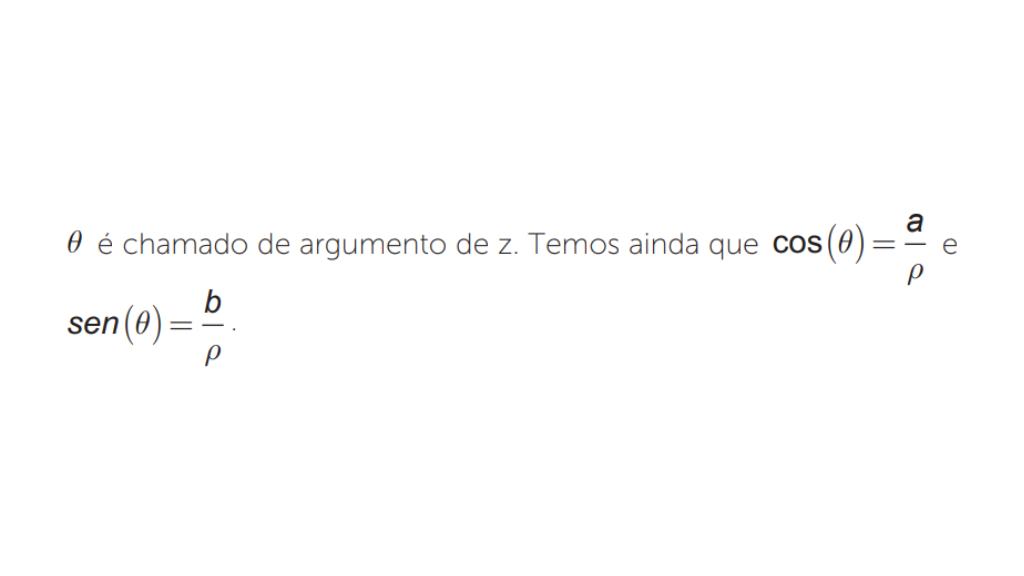 θ é chamado de argumento de z. Temos ainda que cos(θ) = a/ρ e
sen(θ) = b/ρ.